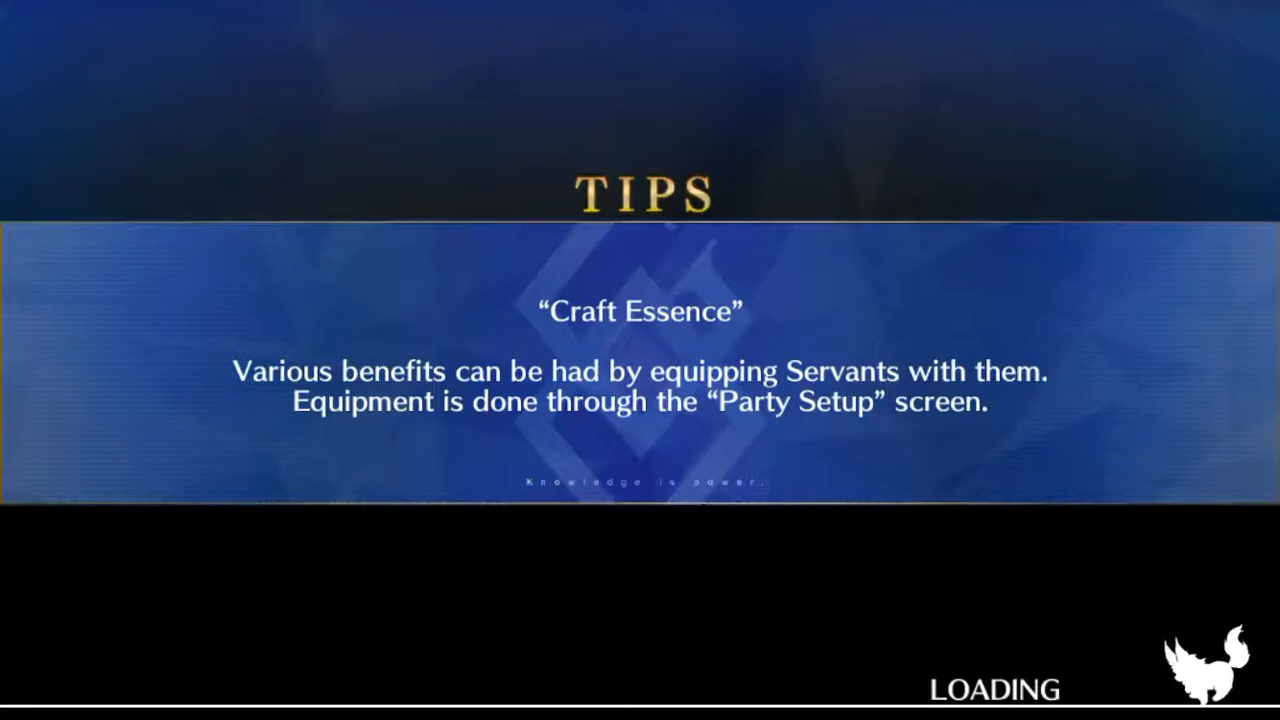 TIPS
“Craft Essence”
Various benefits can be had by equipping Servants with them.
Equipment is done through the “Party Setup” screen.
Knowledge is power.
LOADING